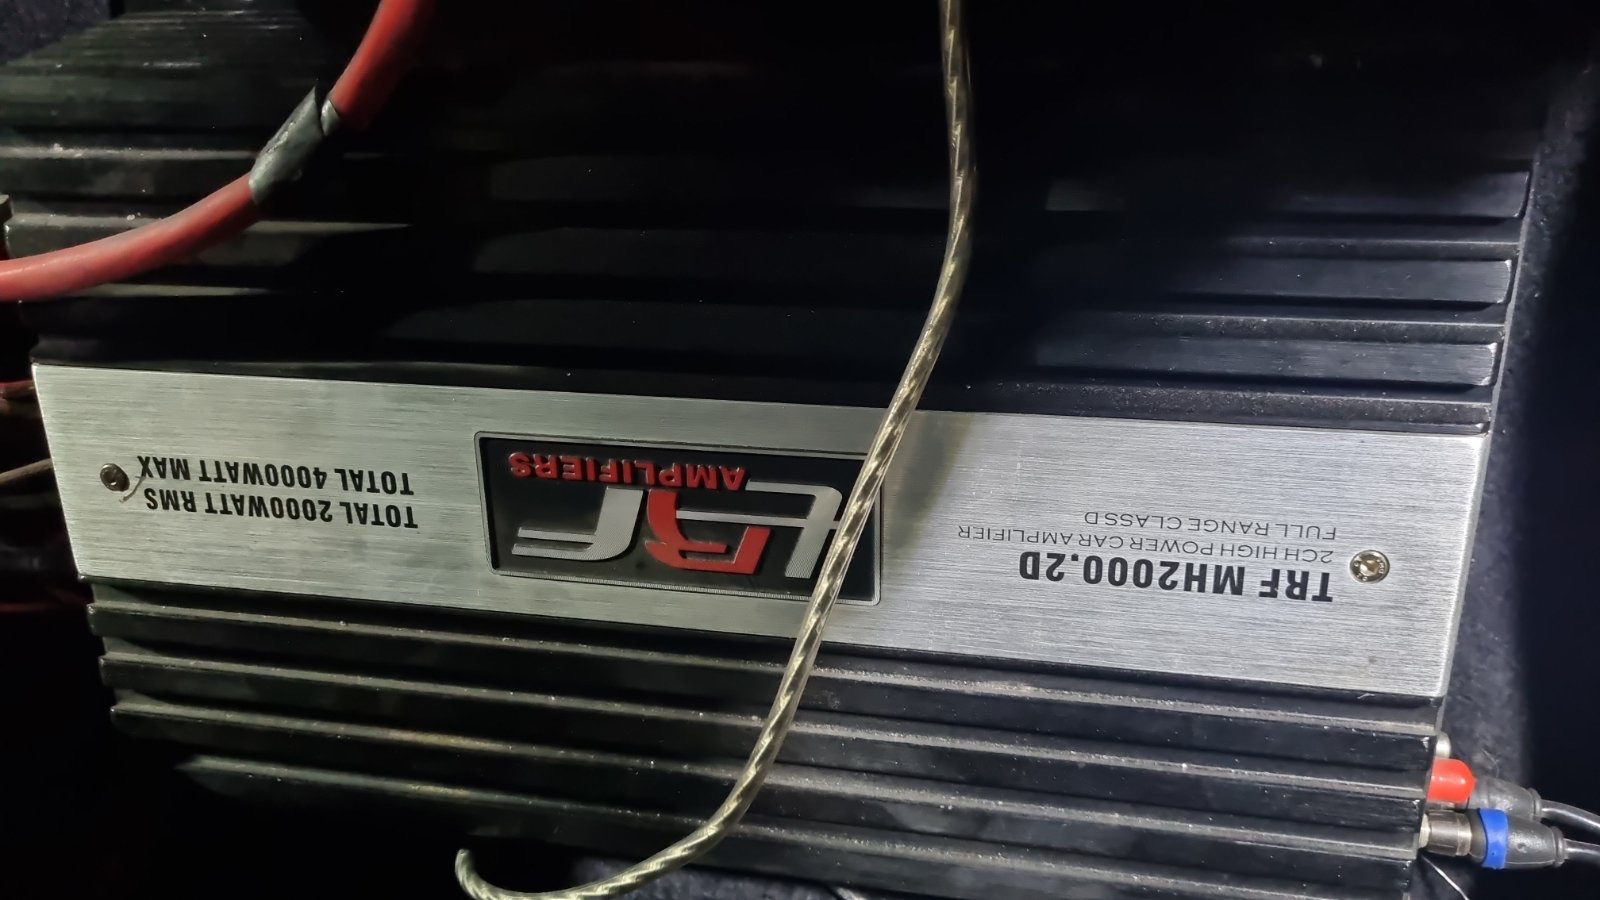 TRF MH2000.2D
2CH HIGH POWER CAR AMPLIFIER
FULL RANGE CLASS D
TRF
AMPLIFIERS
TOTAL 2000WATT RMS
TOTAL 4000WATT MAX